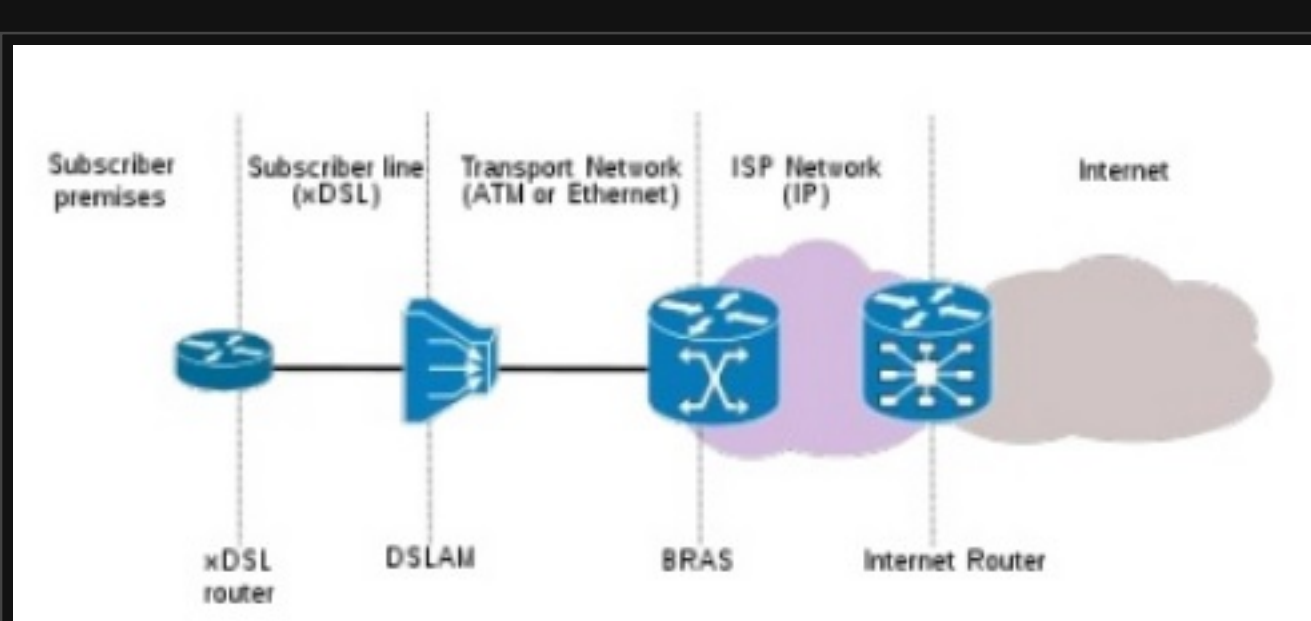 Subscriber
premises
Subscriber line
(xDSL)
Transport Network
(ATM or Ethernet)
ISP Network
(IP)
Internet
xDSL
router
DSLAM
BRAS
Internet Router